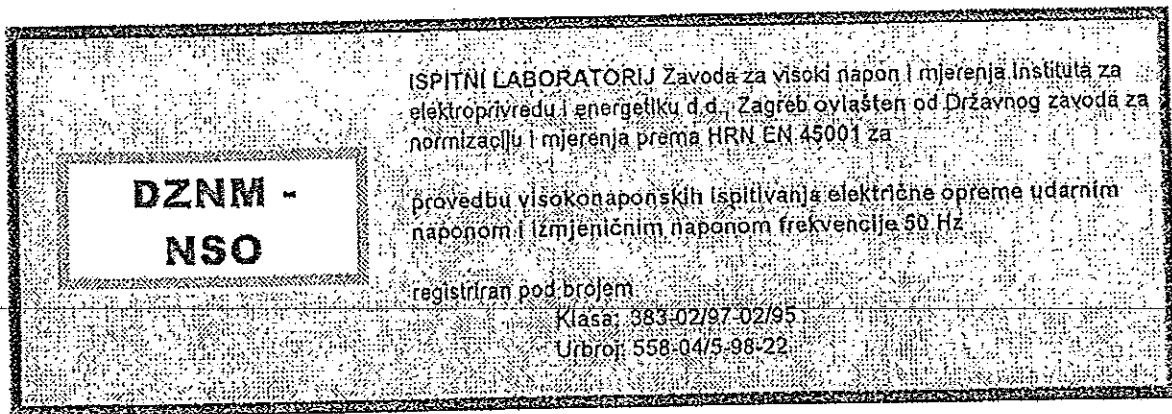 DZNM -
NSO
ISPITNI LABORATORIJ Zavoda za visoki napon i mjerenja Instituta za
elektroprivredu i energetiku d.d., Zagreb ovlašten od Državnog zavoda za
normizaciju i mjerenja prema HRN EN 45001 za
provedbu visokonaponskih ispitivanja električne opreme udarnim
naponom i izmjeničnim naponom frekvencije 50 Hz
registriran pod brojem
Klasa: 383-02/97-02/95
Urbroj: 558-04/5-98-22